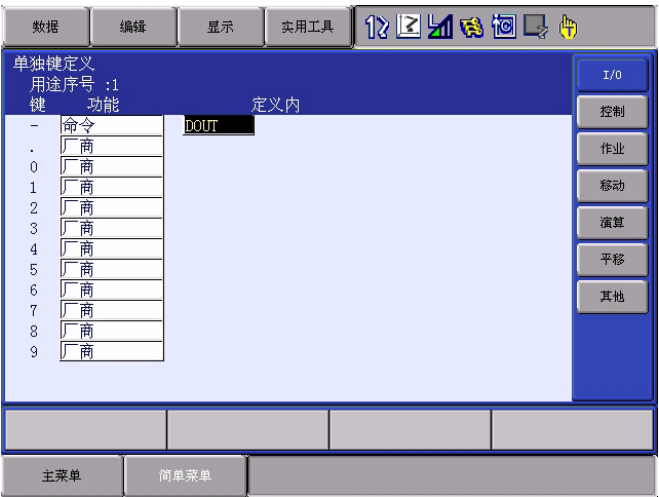 数据 编辑 显示 实用工具
单独键定义
用途序号 :1
键 功能 定义内
- 命令 DOUT
. 厂商
0 厂商
1 厂商
2 厂商
3 厂商
4 厂商
5 厂商
6 厂商
7 厂商
8 厂商
9 厂商
I/O
控制
作业
移动
演算
平移
其他
主菜单 简单菜单